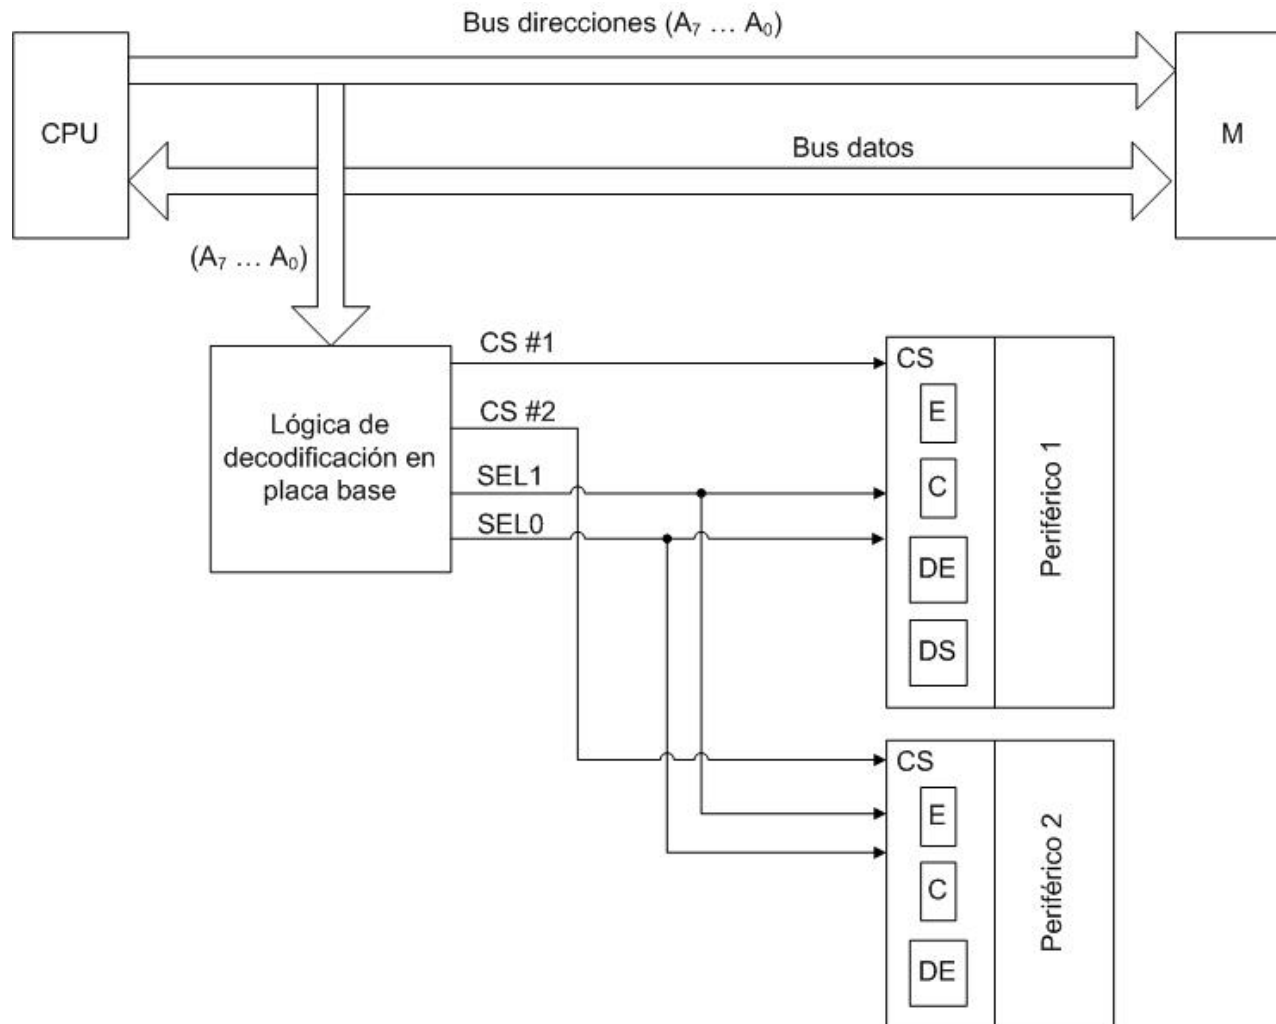 Bus direcciones (A₇ … A₀)
CPU
M
Bus datos
(A₇ … A₀)
CS #1
CS #2
SEL1
SEL0
Lógica de
decodificación en
placa base
CS
E
C
DE
DS
Periférico 1
CS
E
C
DE
Periférico 2